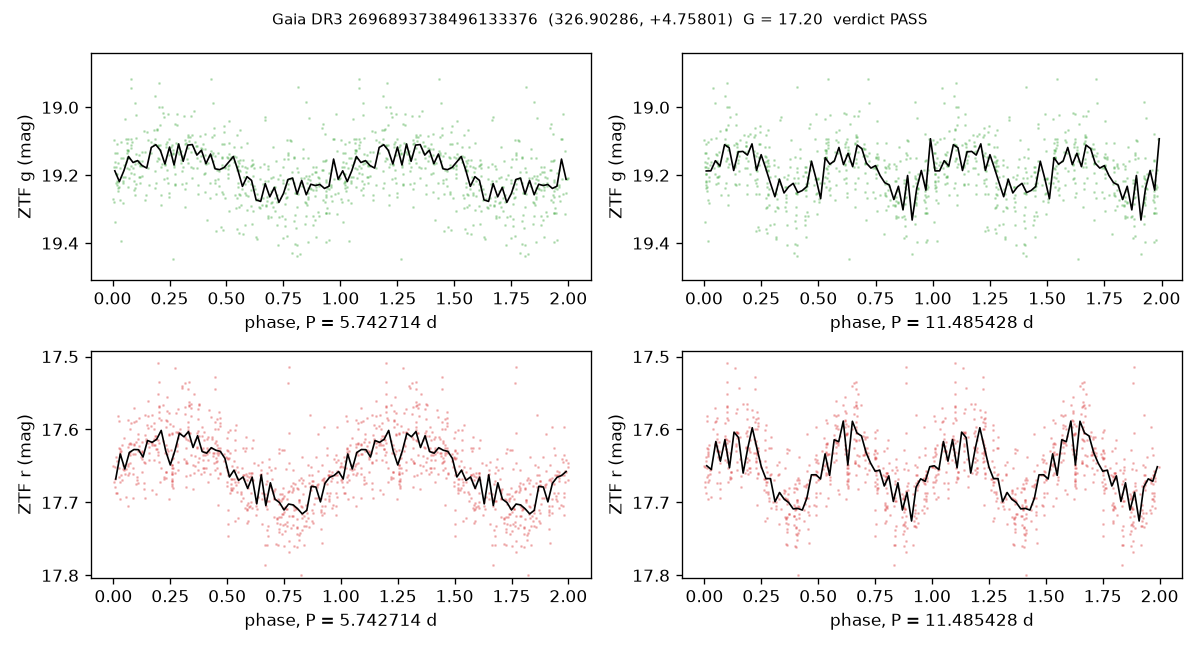 Gaia DR3 2696893738496133376 (326.90286, +4.75801) G = 17.20 verdict PASS
ZTF g (mag)
19.0
19.2
19.4
0.00 0.25 0.50 0.75 1.00 1.25 1.50 1.75 2.00
phase, P = 5.742714 d
ZTF g (mag)
19.0
19.2
19.4
0.00 0.25 0.50 0.75 1.00 1.25 1.50 1.75 2.00
phase, P = 11.485428 d
ZTF r (mag)
17.5
17.6
17.7
17.8
0.00 0.25 0.50 0.75 1.00 1.25 1.50 1.75 2.00
phase, P = 5.742714 d
ZTF r (mag)
17.5
17.6
17.7
17.8
0.00 0.25 0.50 0.75 1.00 1.25 1.50 1.75 2.00
phase, P = 11.485428 d